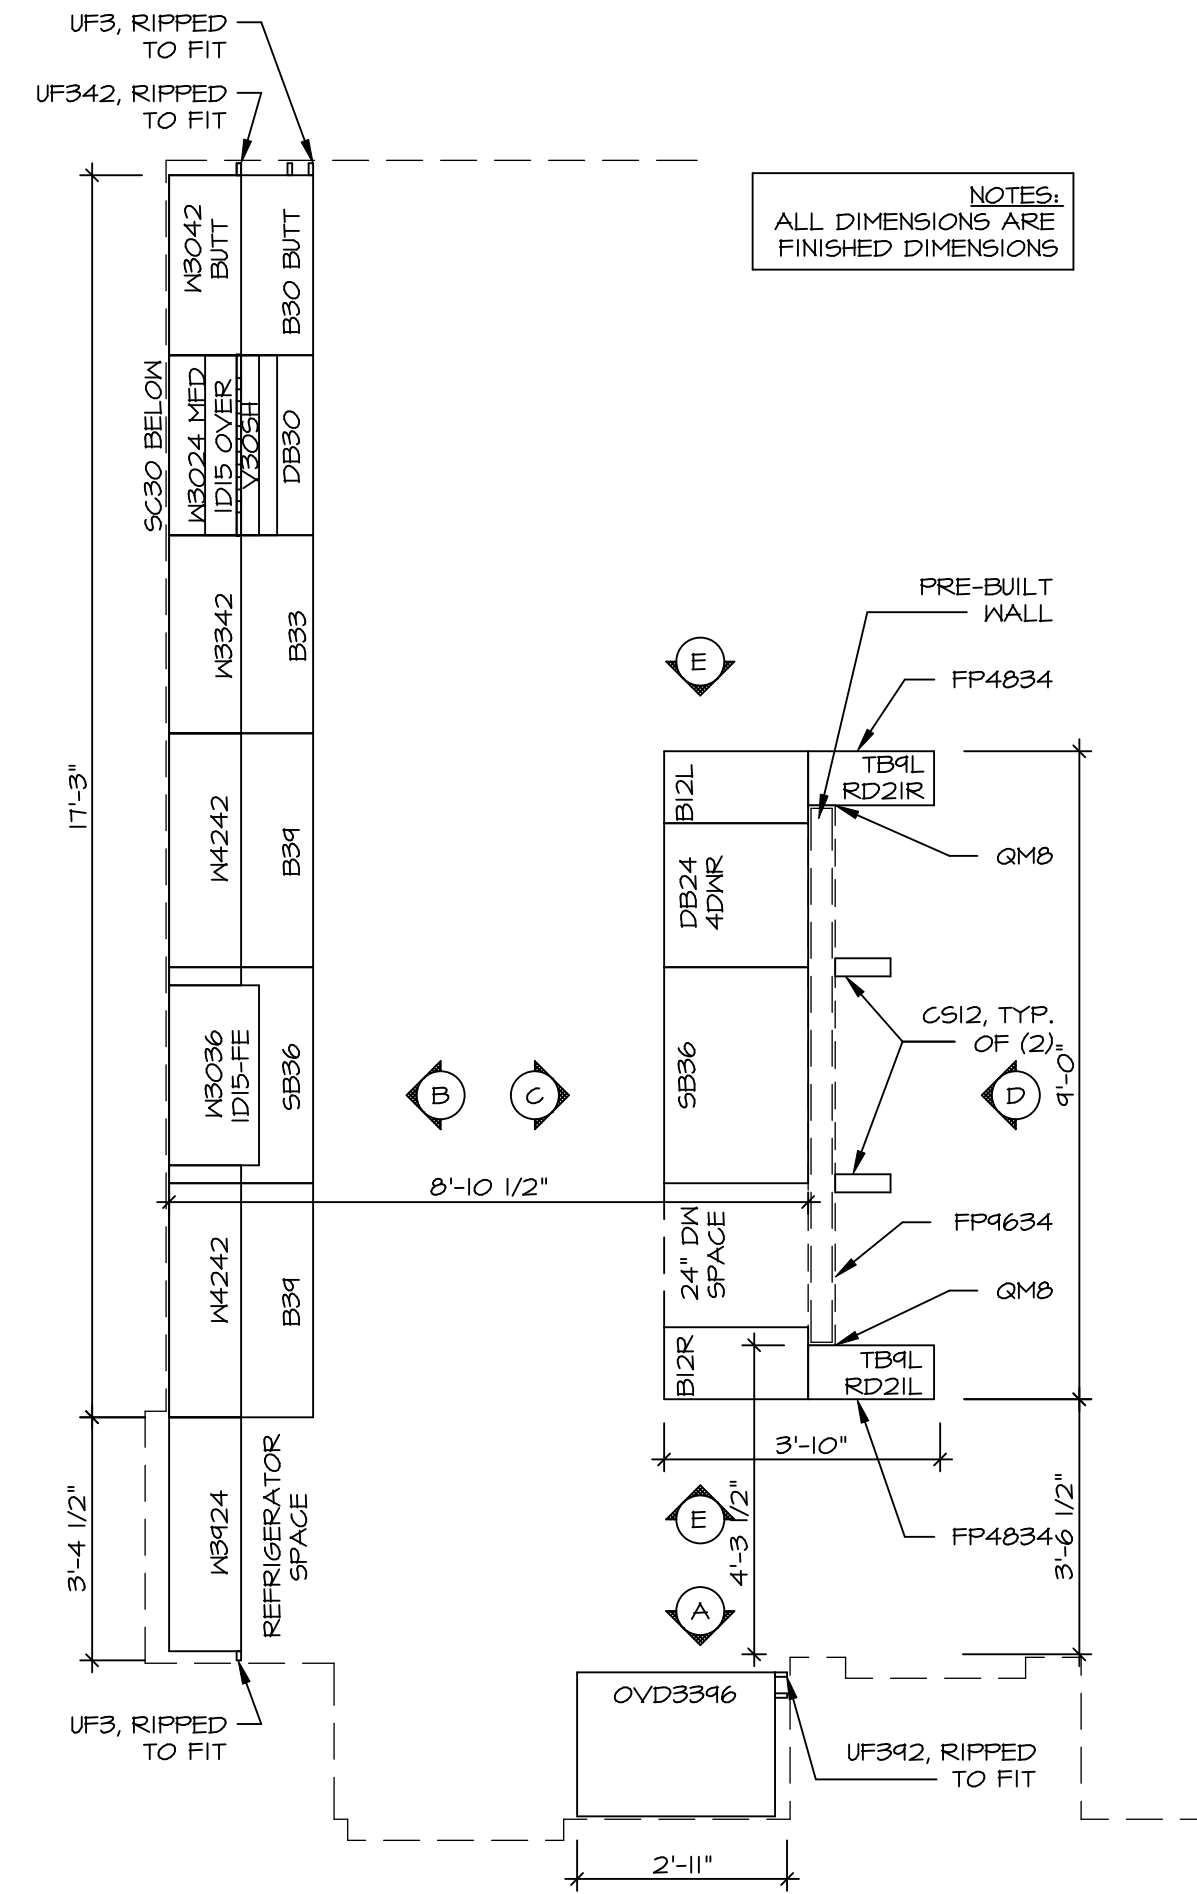 UF3, RIPPED
TO FIT
UF342, RIPPED
TO FIT
NOTES:
ALL DIMENSIONS ARE
FINISHED DIMENSIONS
W3042
BUTT
B30 BUTT
SC30 BELOW
W3024 MFD
1D15 OVER
V30SH
DB30
W3342
B33
17'-3"
W4242
B39
W3036
1D15-FE
SB36
W4242
B39
3'-4 1/2"
W3924
REFRIGERATOR
SPACE
UF3, RIPPED
TO FIT
B
C
8'-10 1/2"
E
PRE-BUILT
WALL
FP4834
B12L
TB9L
RD21R
QM8
DB24
4DWR
SB36
CS12, TYP.
OF (2)
D
9'-0"
24" DW
SPACE
FP9634
QM8
B12R
TB9L
RD21L
3'-10"
E
4'-3 1/2"
FP4834
3'-6 1/2"
A
OVD3396
UF392, RIPPED
TO FIT
2'-11"